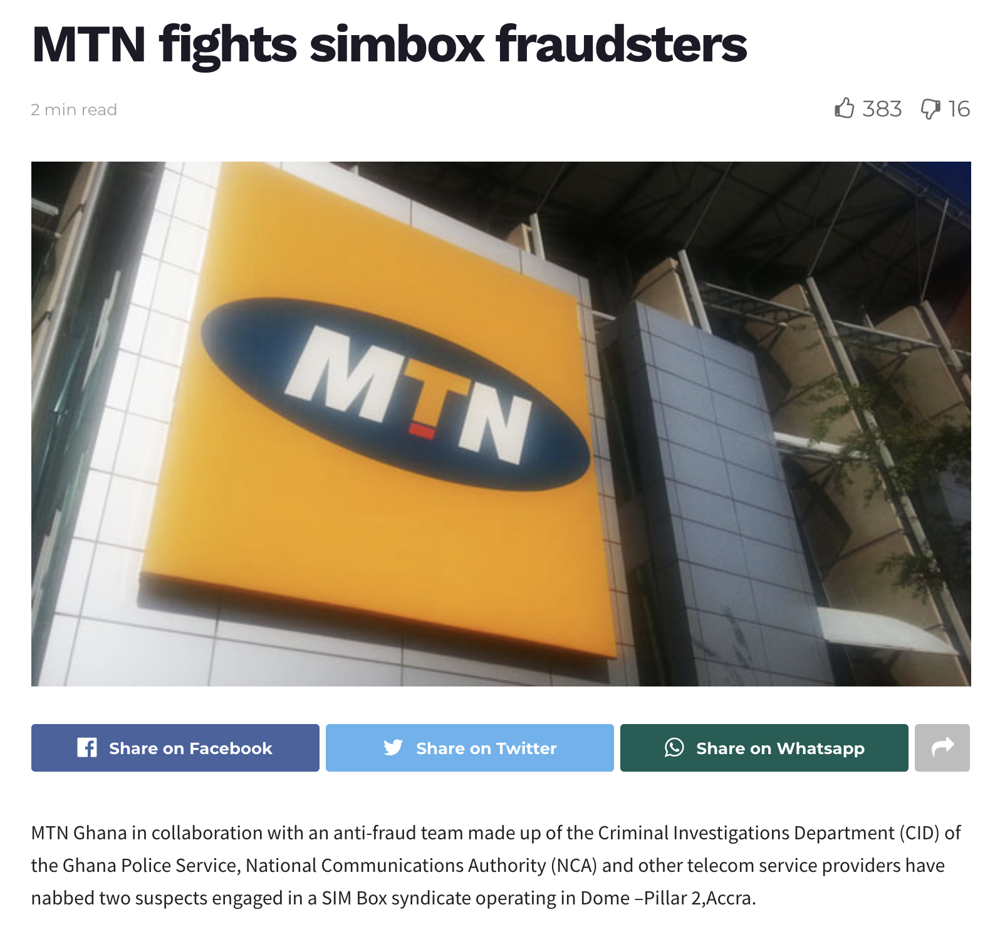 MTN fights simbox fraudsters
2 min read
383
16
MTN
Share on Facebook
Share on Twitter
Share on Whatsapp
MTN Ghana in collaboration with an anti-fraud team made up of the Criminal Investigations Department (CID) of
the Ghana Police Service, National Communications Authority (NCA) and other telecom service providers have
nabbed two suspects engaged in a SIM Box syndicate operating in Dome –Pillar 2,Accra.